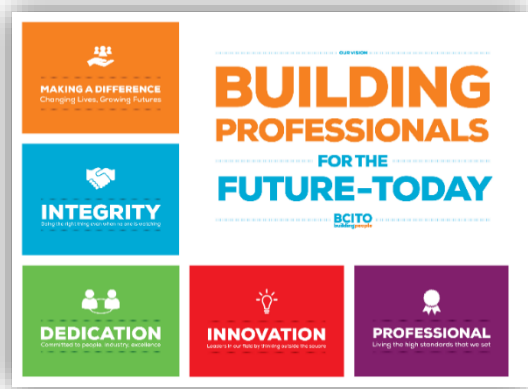 OUR VISION
BUILDING
PROFESSIONALS
FOR THE
FUTURE-TODAY
BCITO
buildingpeople
MAKING A DIFFERENCE
Changing Lives, Growing Futures
INTEGRITY
Doing the right thing even when no one is watching
DEDICATION
Committed to people, industry, excellence
INNOVATION
Leaders in our field by thinking outside the square
PROFESSIONAL
Living the high standards that we set